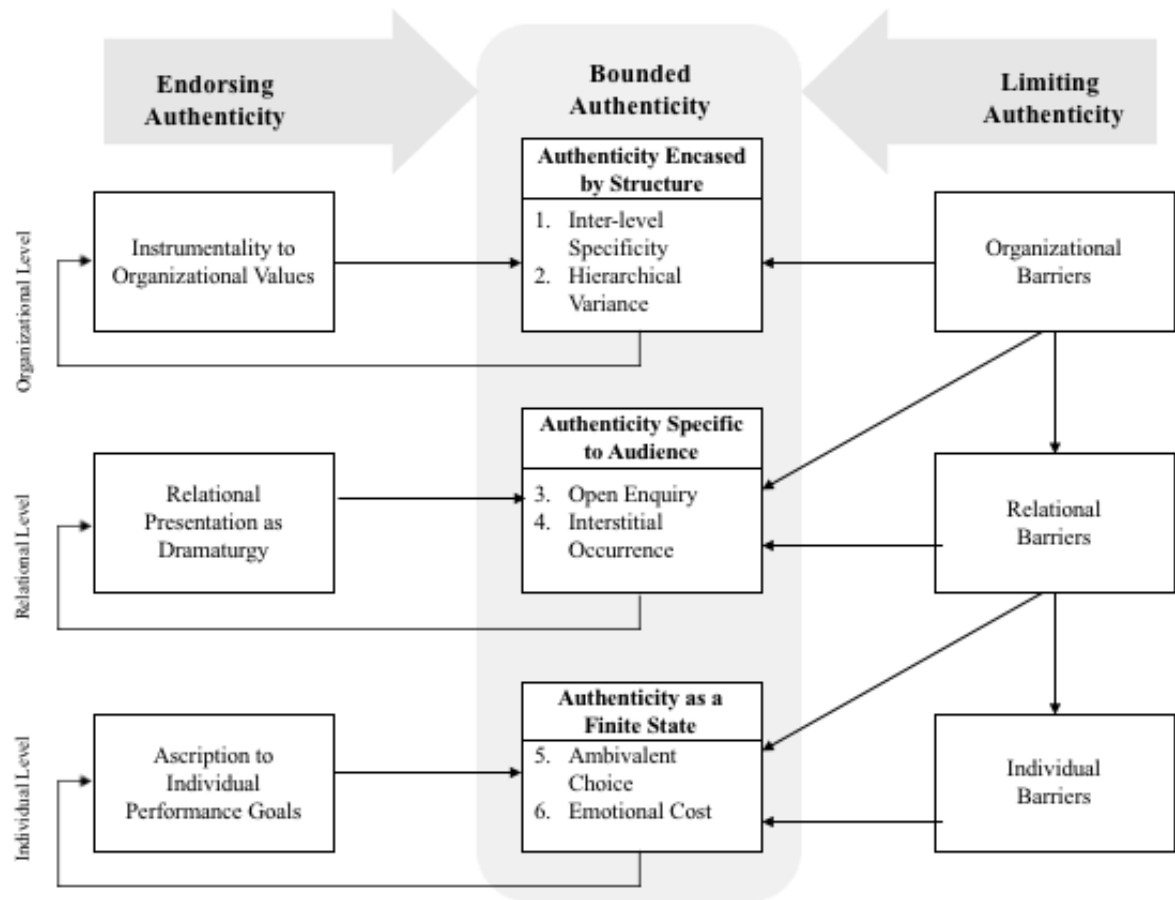 Endorsing
Authenticity
Bounded
Authenticity
Limiting
Authenticity
Organizational Level
Instrumentality to
Organizational Values
Authenticity Encased
by Structure
1. Inter-level
Specificity
2. Hierarchical
Variance
Organizational
Barriers
Relational Level
Relational
Presentation as
Dramaturgy
Authenticity Specific
to Audience
3. Open Enquiry
4. Interstitial
Occurrence
Relational
Barriers
Individual Level
Ascription to
Individual
Performance Goals
Authenticity as a
Finite State
5. Ambivalent
Choice
6. Emotional Cost
Individual
Barriers